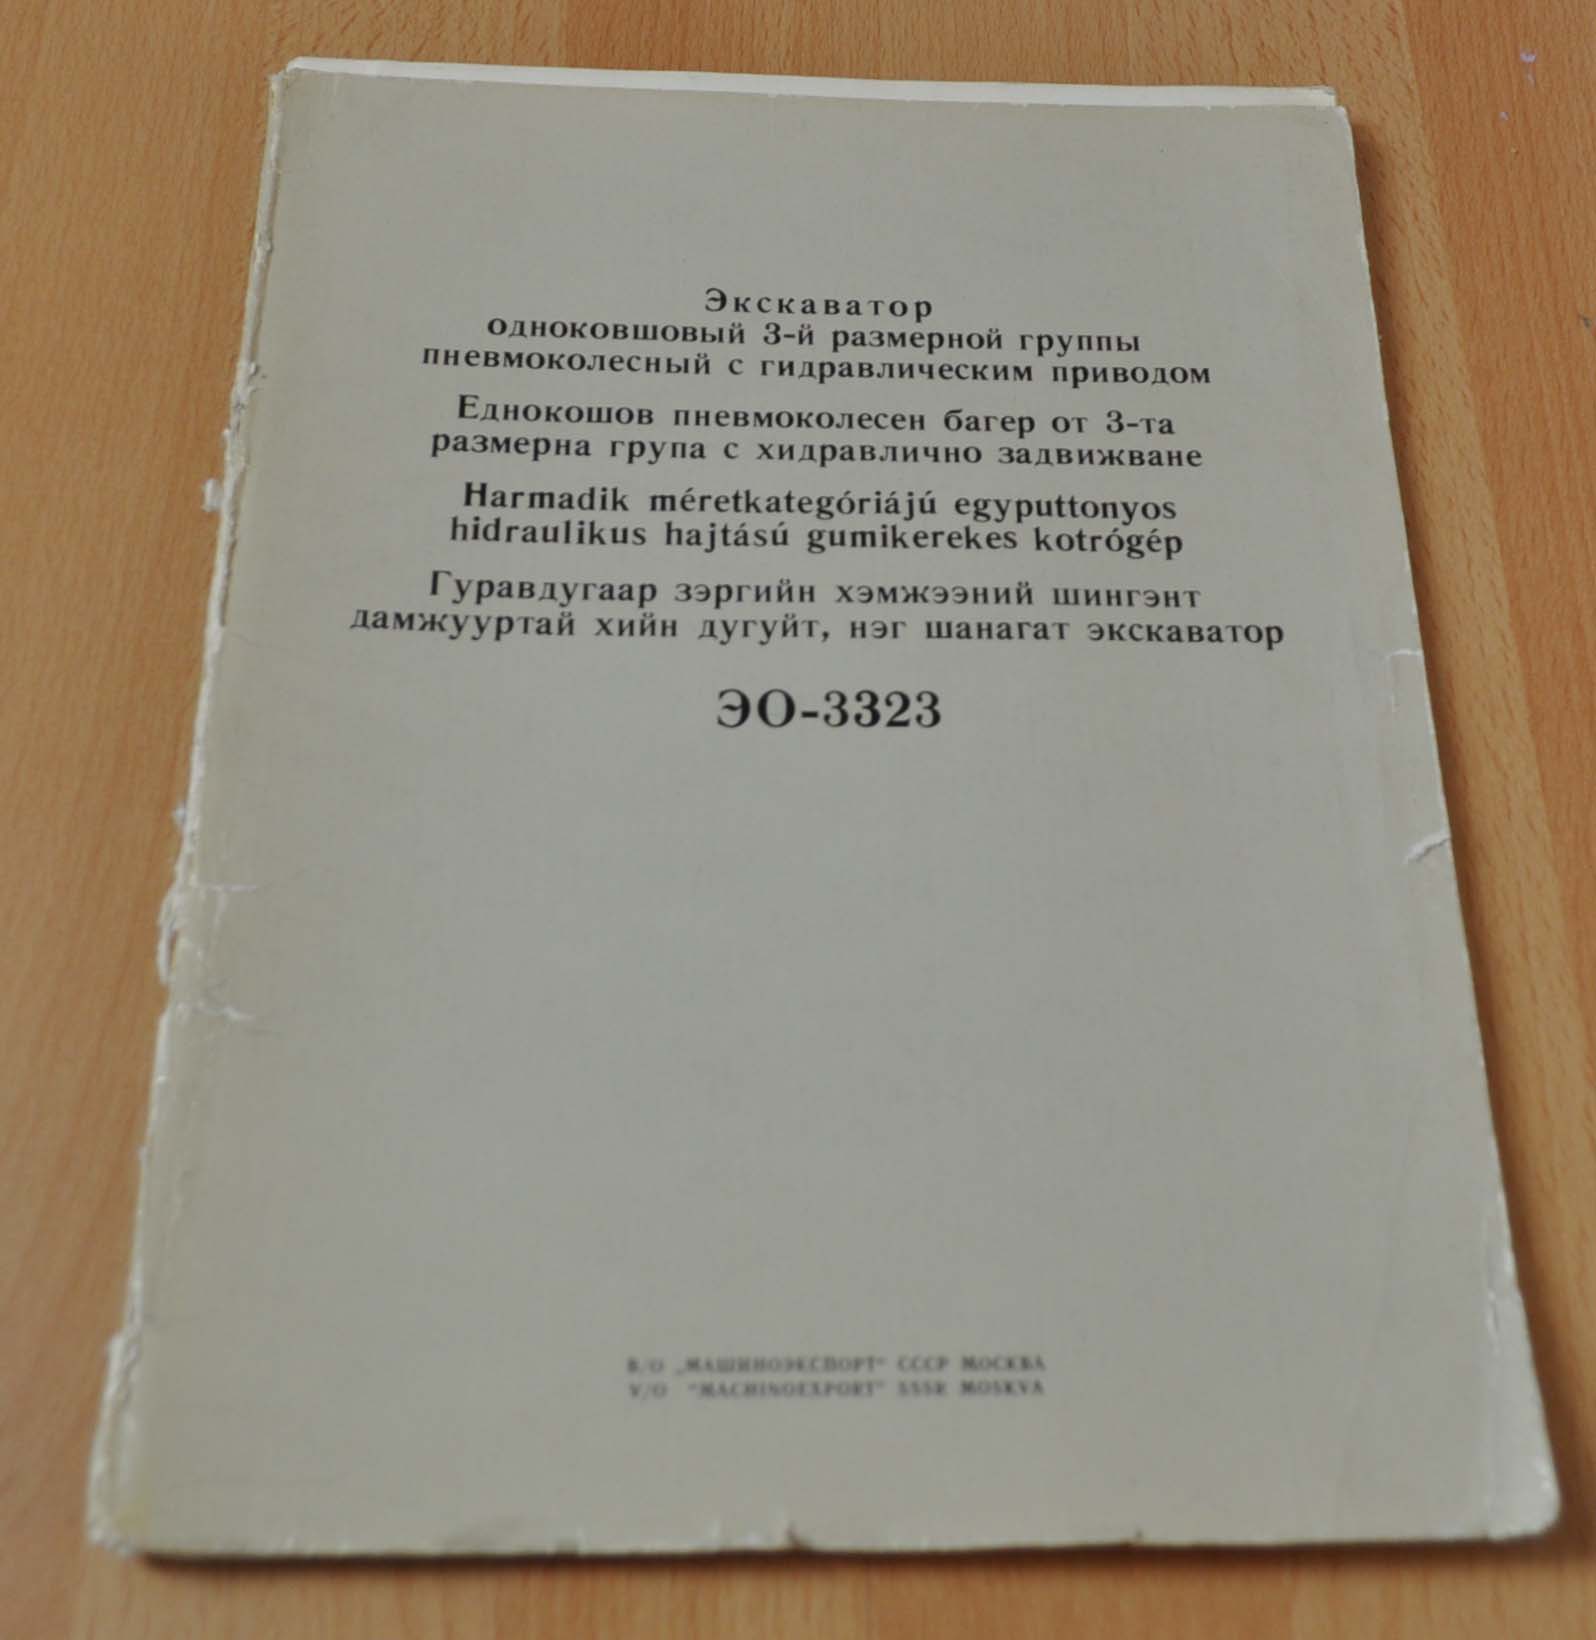 Экскаватор
одноковшовый 3-й размерной группы
пневмоколесный с гидравлическим приводом
Еднокошов пневмоколесен багер от 3-та
размерна група с хидравлично задвижване
Harmadik méretkategóriájú egyputtonyos
hidraulikus hajtású gumikerekes kotrógép
Гуравдугаар зэргийн хэмжээний шингэнт
дамжууртай хийн дугуйт, нэг шанагат экскаватор
ЭО-3323
В/О „МАШИНОЭКСПОРТ“ СССР МОСКВА
V/O “MACHINOEXPORT” SSSR MOSKVA